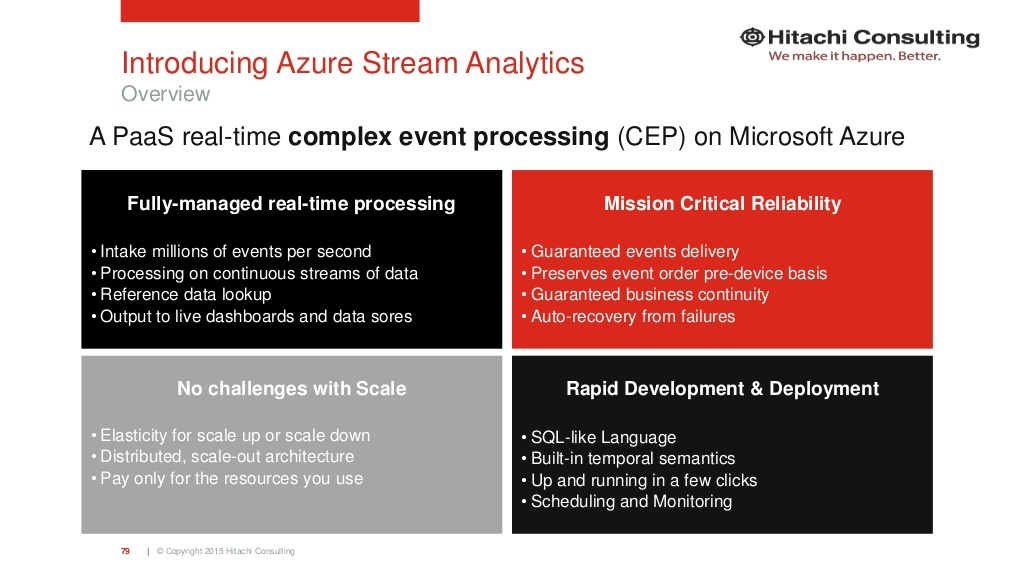 Hitachi Consulting
We make it happen. Better.
Introducing Azure Stream Analytics
Overview
A PaaS real-time complex event processing (CEP) on Microsoft Azure
Fully-managed real-time processing
• Intake millions of events per second
• Processing on continuous streams of data
• Reference data lookup
• Output to live dashboards and data sores
Mission Critical Reliability
• Guaranteed events delivery
• Preserves event order pre-device basis
• Guaranteed business continuity
• Auto-recovery from failures
No challenges with Scale
• Elasticity for scale up or scale down
• Distributed, scale-out architecture
• Pay only for the resources you use
Rapid Development & Deployment
• SQL-like Language
• Built-in temporal semantics
• Up and running in a few clicks
• Scheduling and Monitoring
79 | © Copyright 2015 Hitachi Consulting